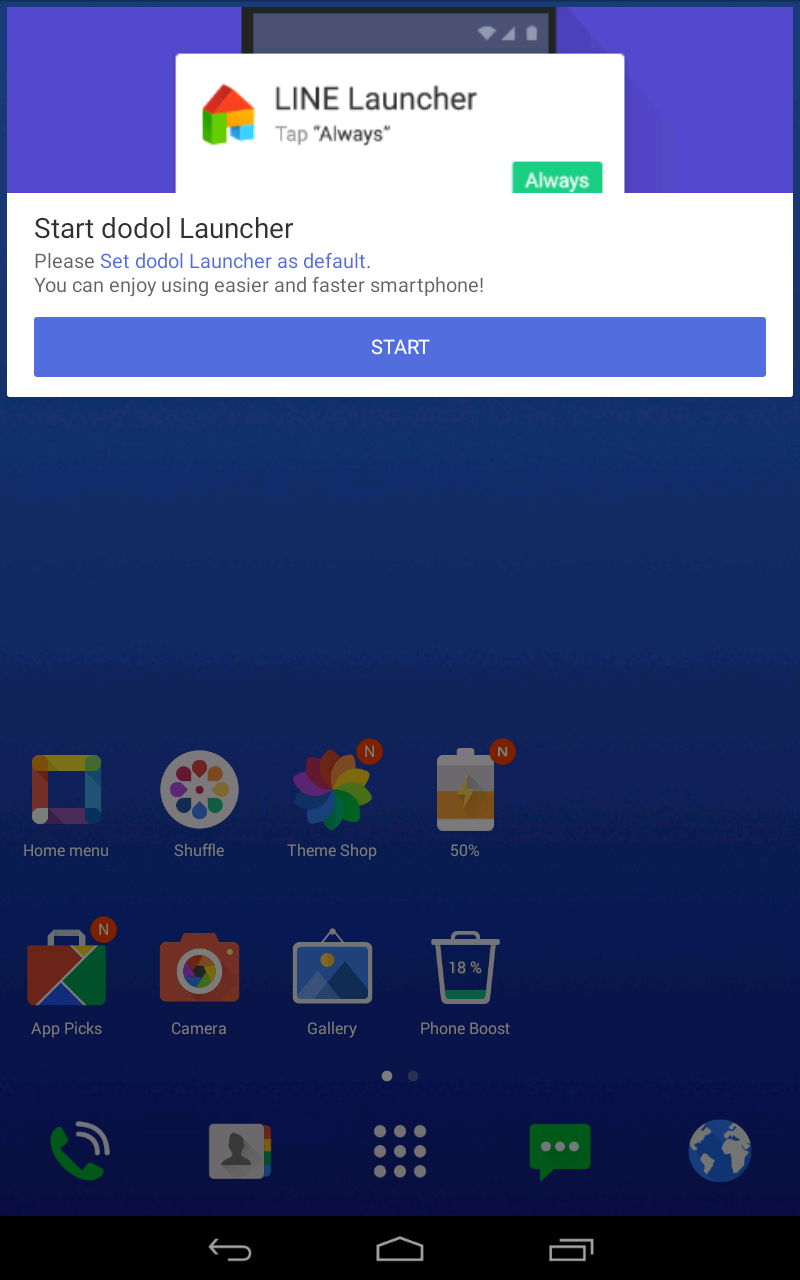 LINE Launcher
Tap “Always”
Always
Start dodol Launcher
Please Set dodol Launcher as default.
You can enjoy using easier and faster smartphone!
START
N
N
Home menu
Shuffle
Theme Shop
50%
N
18 %
App Picks
Camera
Gallery
Phone Boost